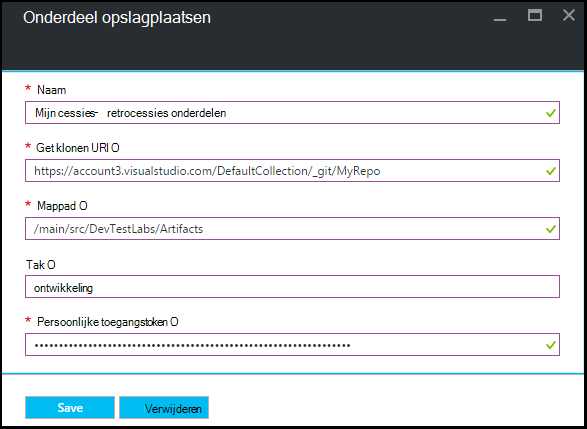 Onderdeel opslagplaatsen
* Naam
Mijn cessies- retrocessies onderdelen
* Get klonen URI O
https://account3.visualstudio.com/DefaultCollection/_git/MyRepo
* Mappad O
/main/src/DevTestLabs/Artifacts
Tak O
ontwikkeling
* Persoonlijke toegangstoken O
Save
Verwijderen